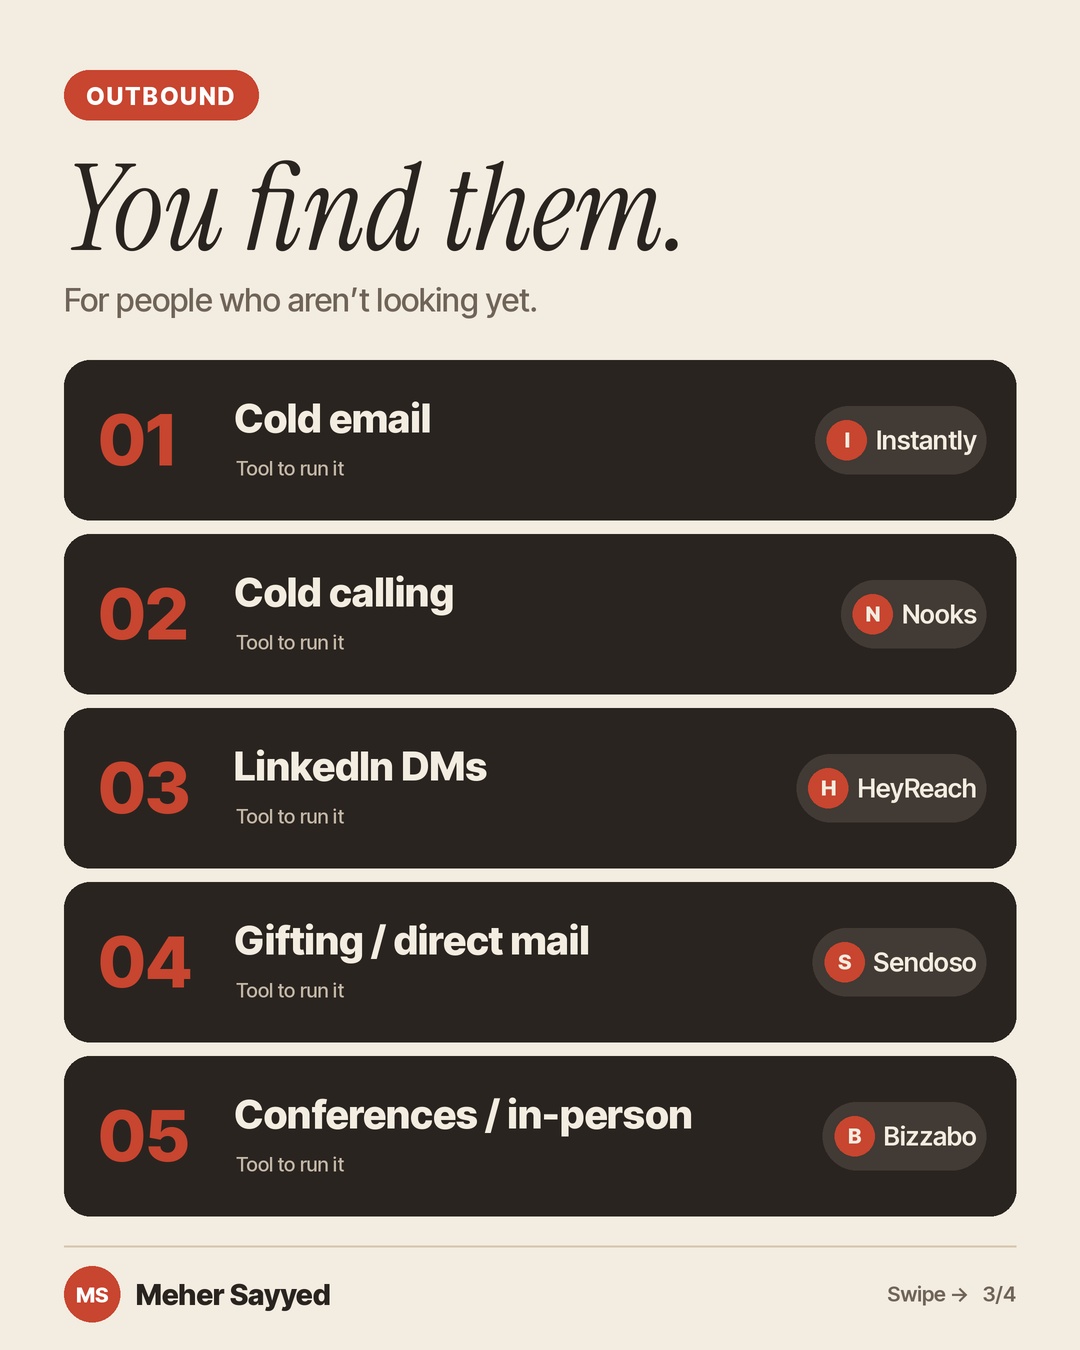 OUTBOUND
You find them.
For people who aren’t looking yet.
01
Cold email
Tool to run it
I Instantly
02
Cold calling
Tool to run it
N Nooks
03
LinkedIn DMs
Tool to run it
H HeyReach
04
Gifting / direct mail
Tool to run it
S Sendoso
05
Conferences / in-person
Tool to run it
B Bizzabo
MS Meher Sayyed
Swipe → 3/4